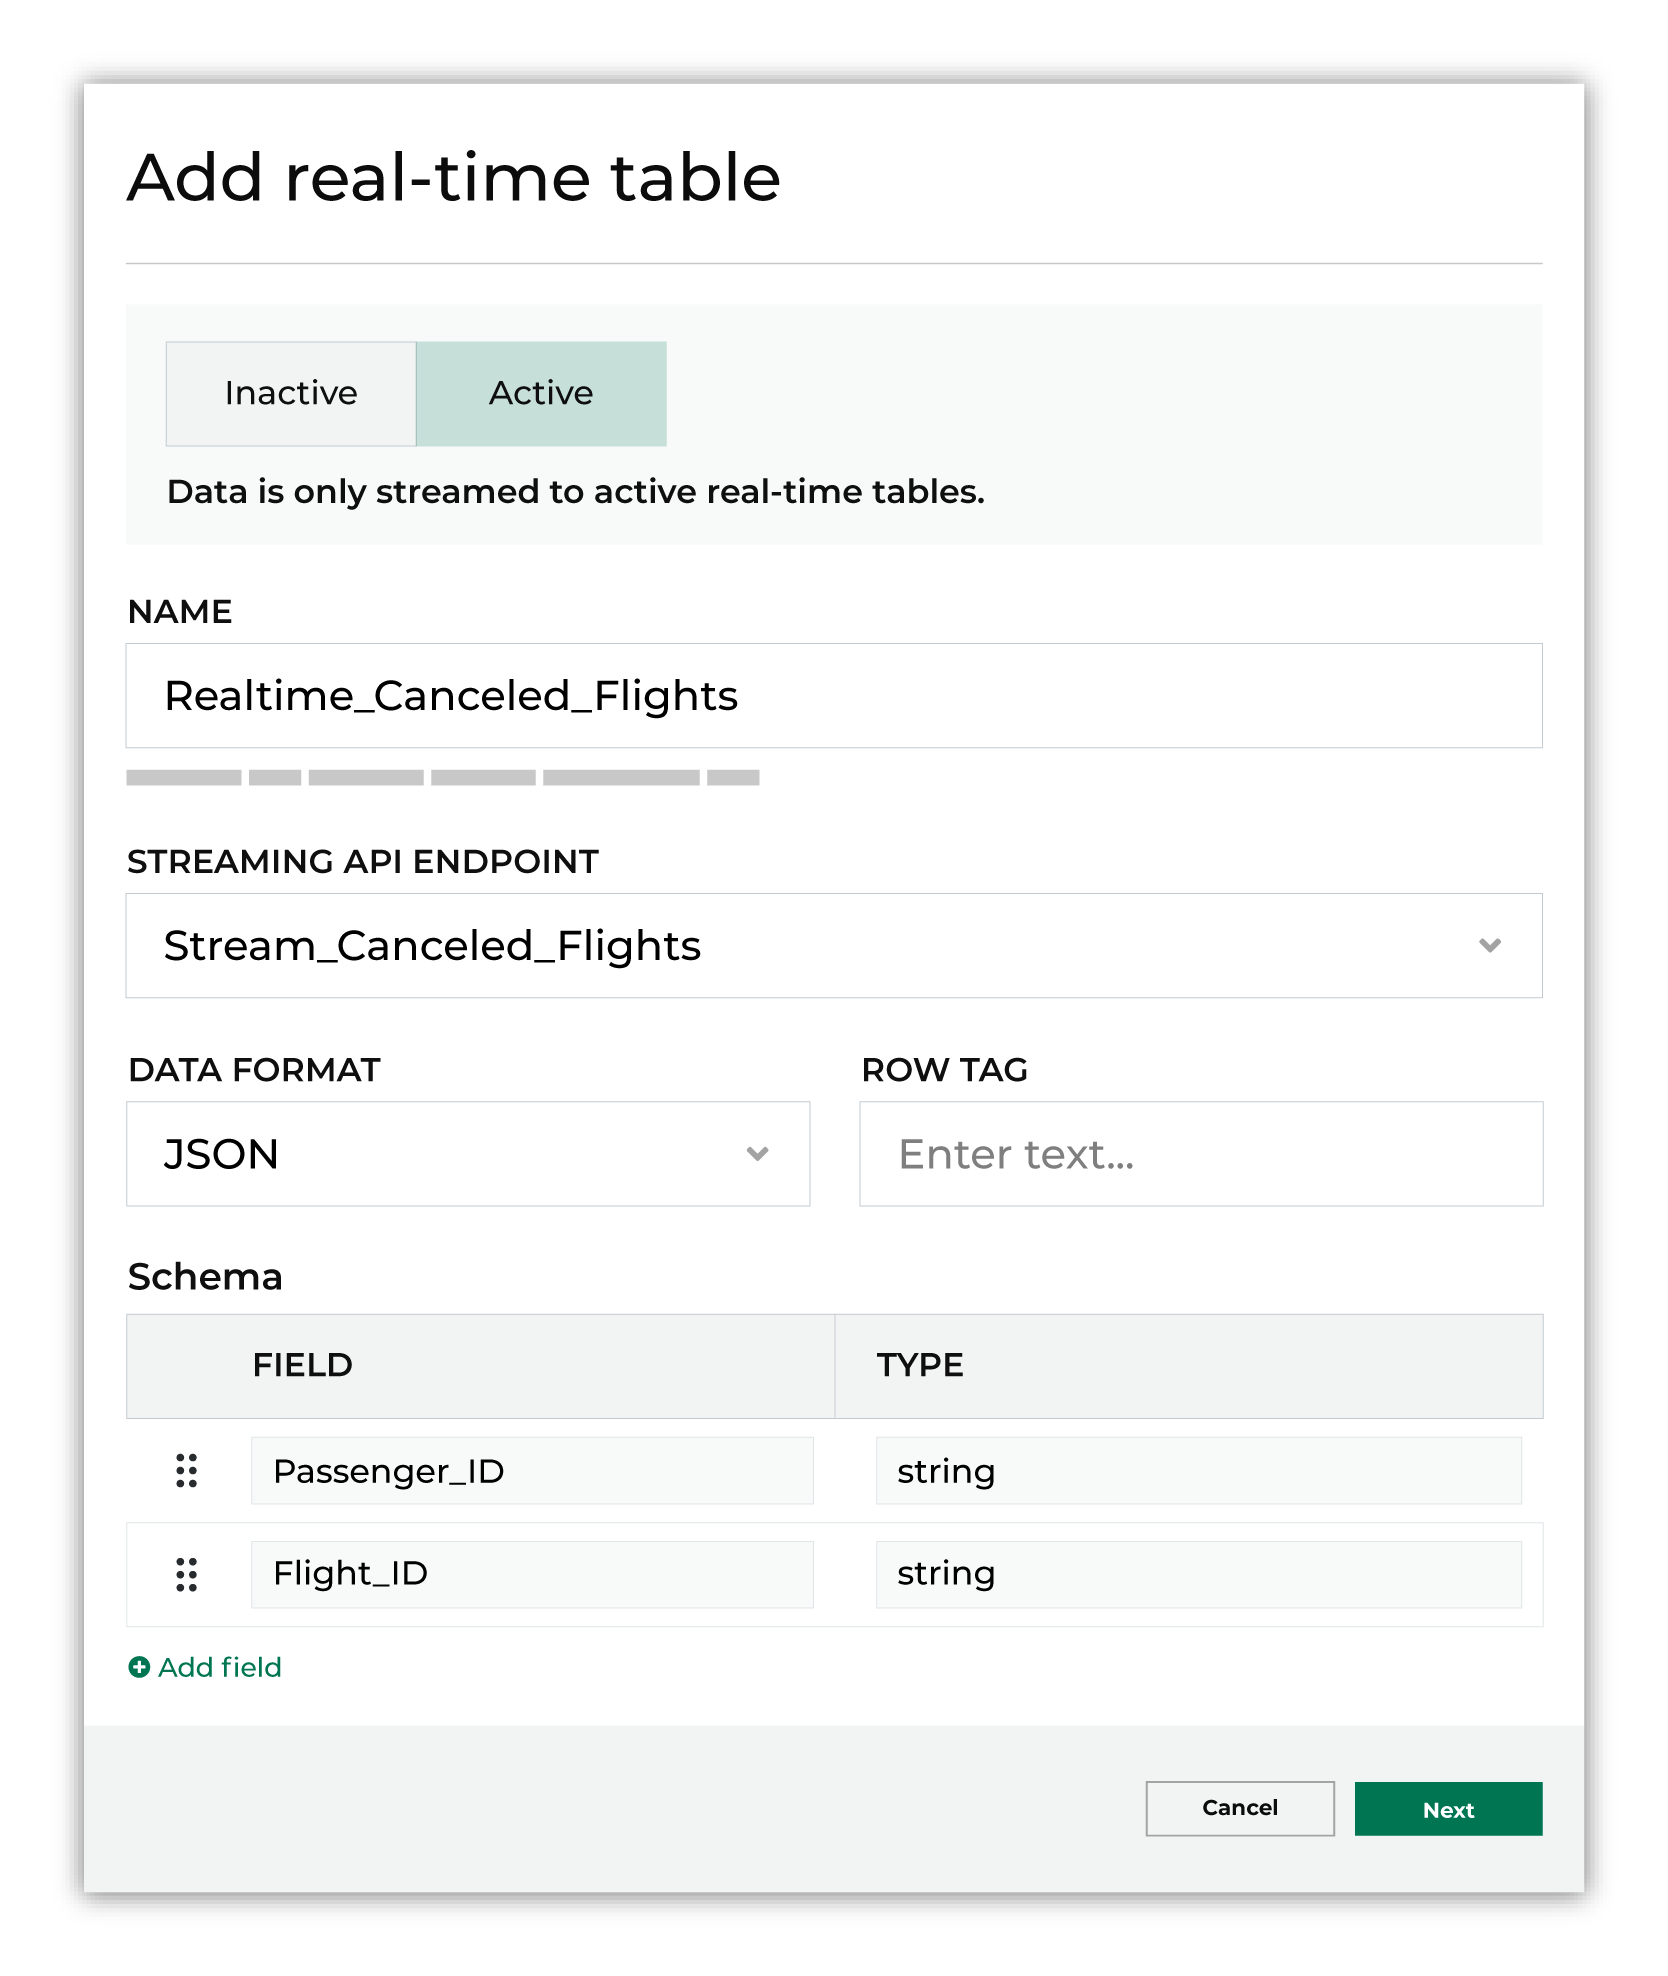 Add real-time table
Inactive Active
Data is only streamed to active real-time tables.
NAME
Realtime_Canceled_Flights
STREAMING API ENDPOINT
Stream_Canceled_Flights
DATA FORMAT ROW TAG
JSON Enter text...
Schema
FIELD TYPE
Passenger_ID string
Flight_ID string
Add field
Cancel Next